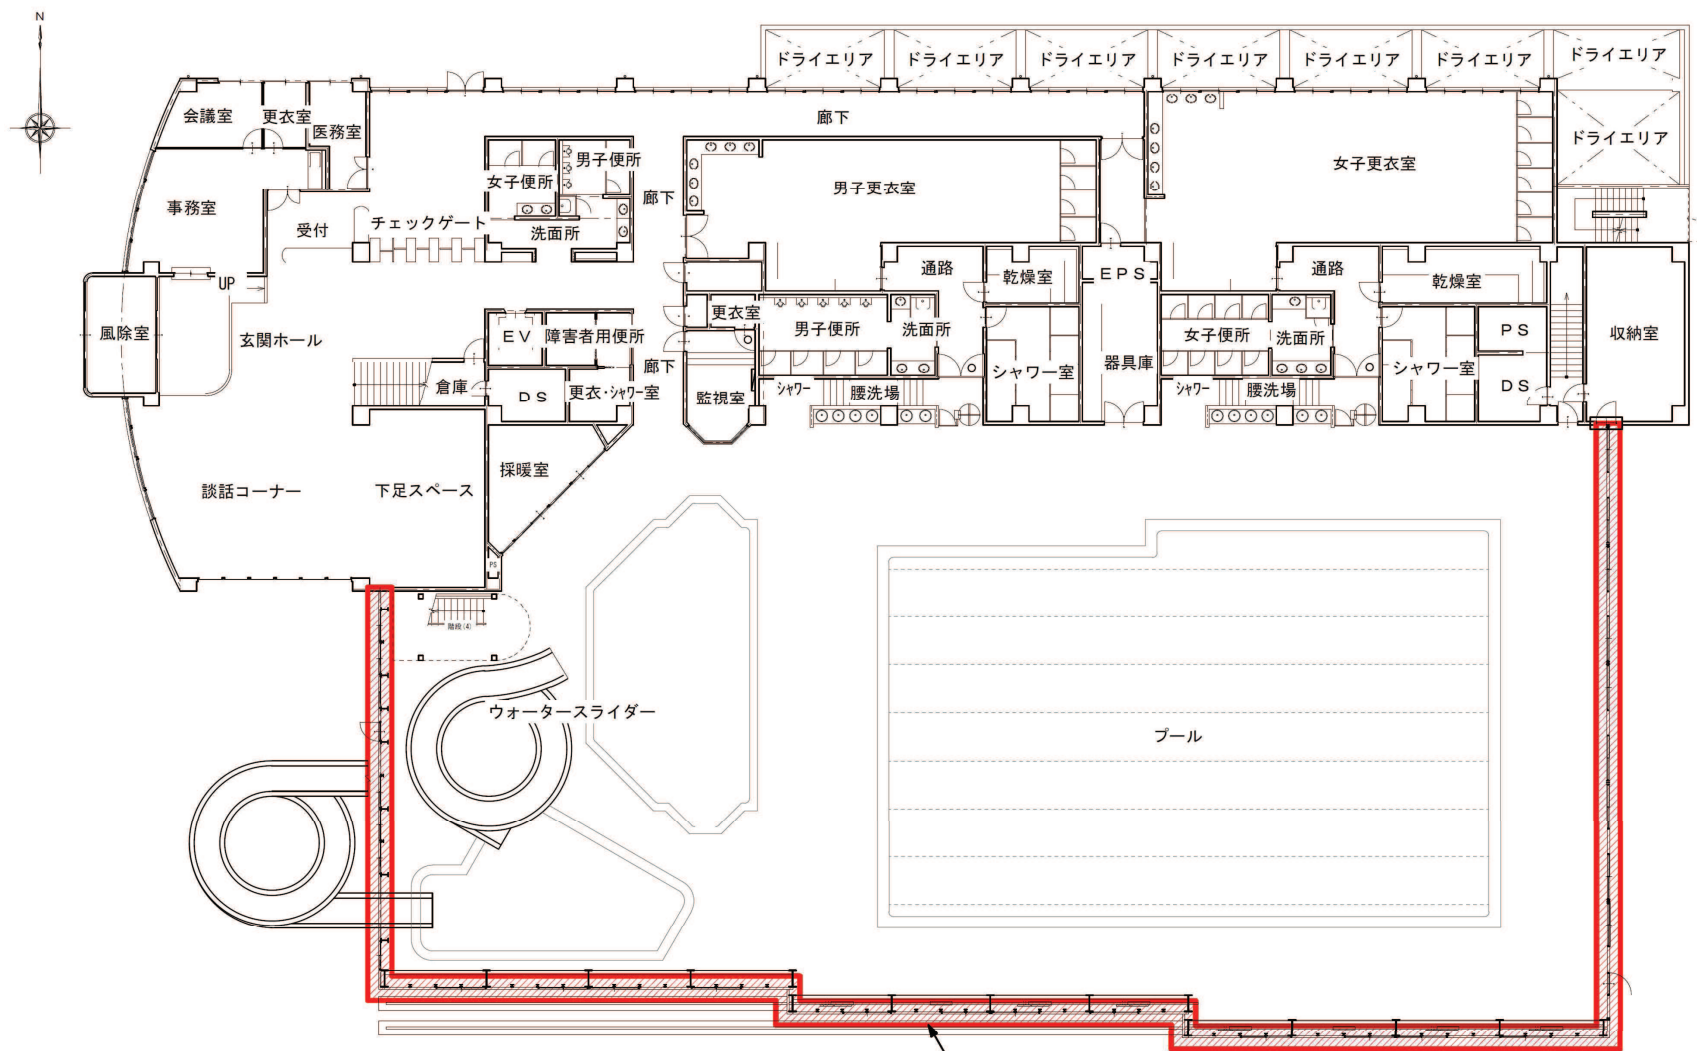 N
ドライエリア
ドライエリア
ドライエリア
ドライエリア
ドライエリア
ドライエリア
ドライエリア
会議室
更衣室
医務室
廊下
ドライエリア
男子便所
女子便所
男子更衣室
女子更衣室
廊下
事務室
受付
チェックゲート
洗面所
通路
乾燥室
EPS
通路
乾燥室
UP
風除室
玄関ホール
EV
障害者用便所
更衣室
男子便所
洗面所
女子便所
洗面所
PS
収納室
廊下
器具庫
シャワー室
シャワー室
倉庫
DS
更衣・シャワー室
監視室
シャワー
腰洗場
シャワー
腰洗場
DS
採暖室
談話コーナー
下足スペース
PS
階段(4)
ウォータースライダー
プール